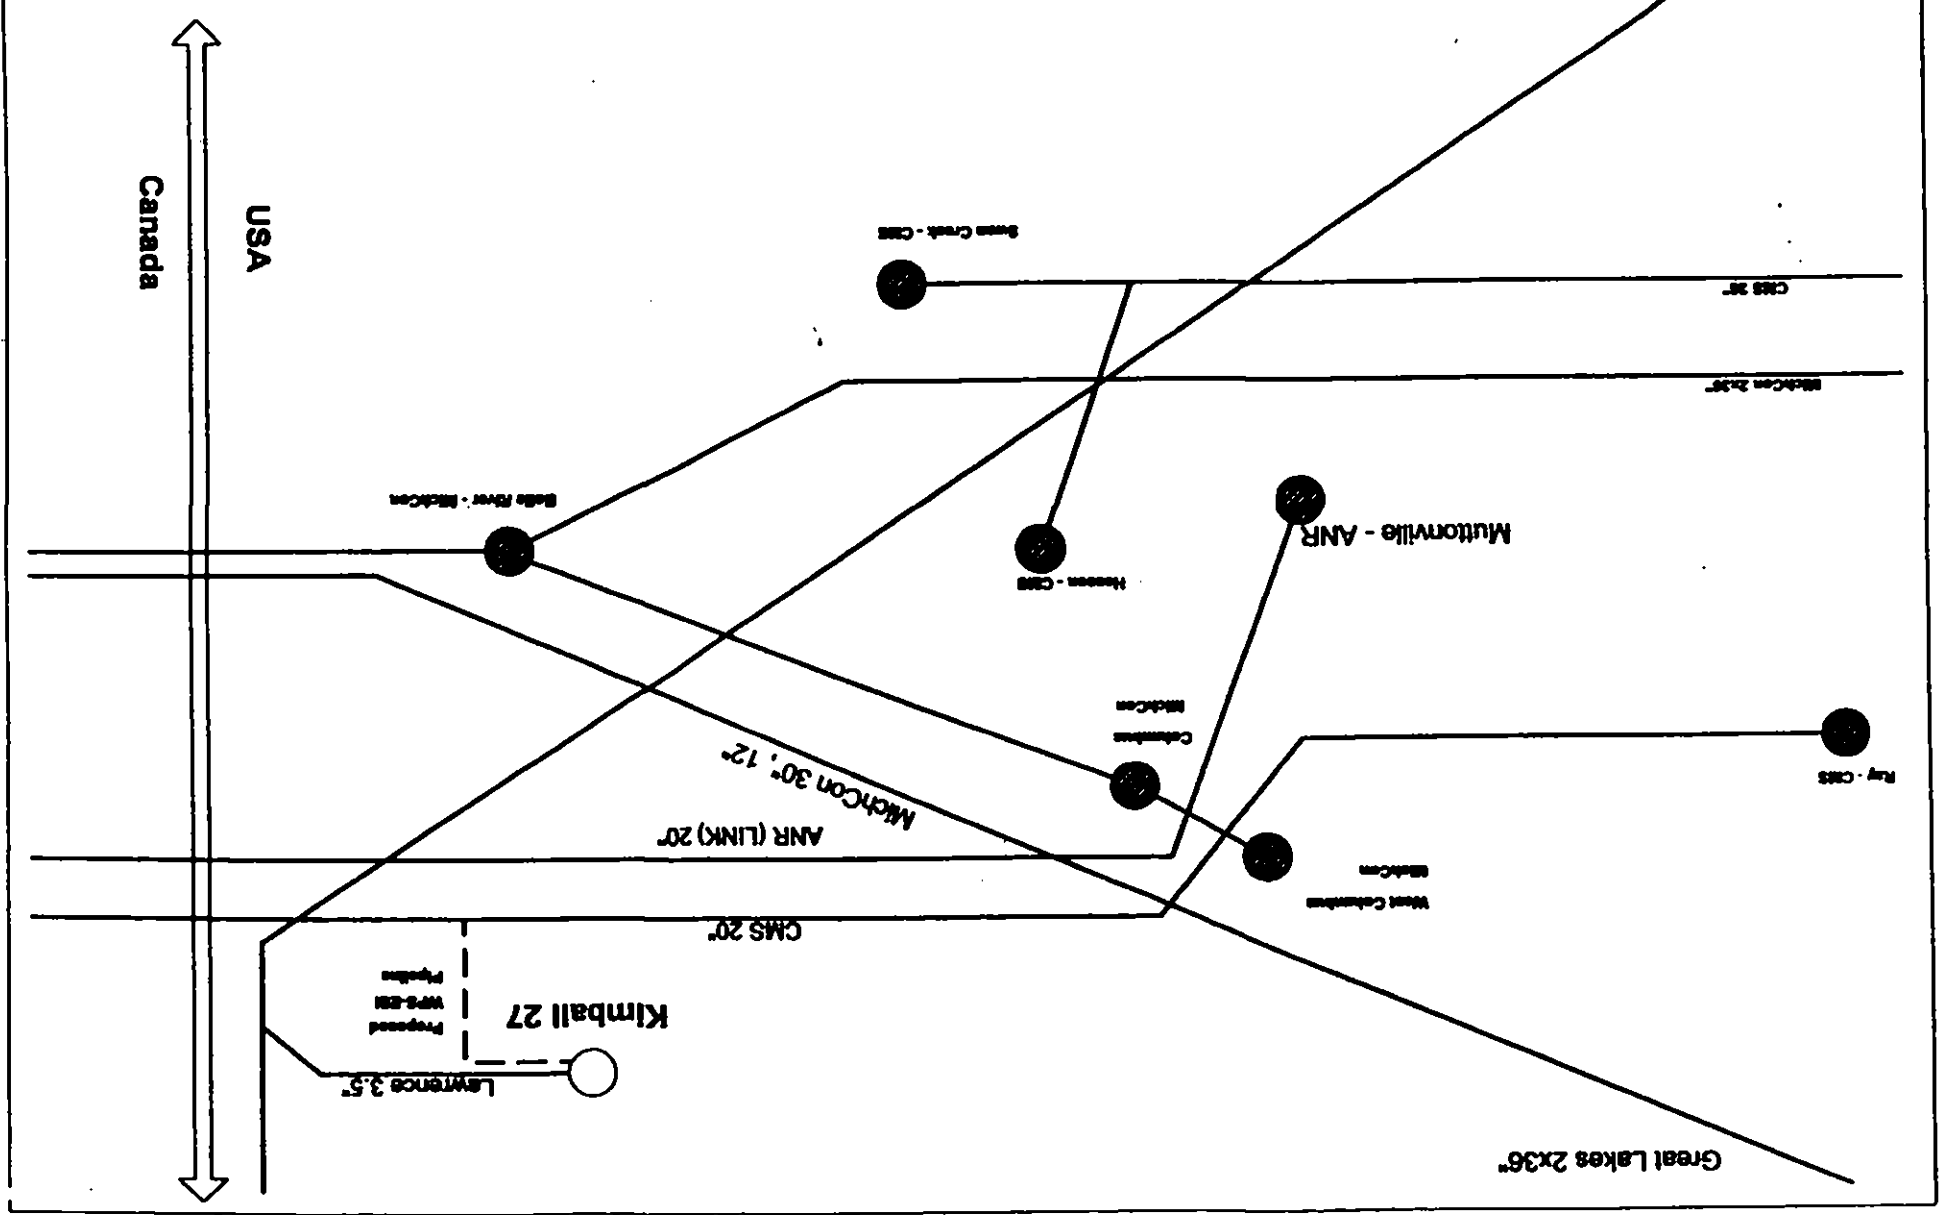 Great Lakes 2x36"
Lawrence 3.5"
Kimball 27
Proposed
WPS-ESI
Pipeline
CMS 20"
West Columbus
MichCon
ANR (LINK) 20"
MichCon 30", 12"
Ray - CMS
Columbus
MichCon
Hessen - CMS
Muttonville - ANR
Belle River - MichCon
MichCon 2x36"
CMS 26"
Swan Creek - CMS
USA
Canada